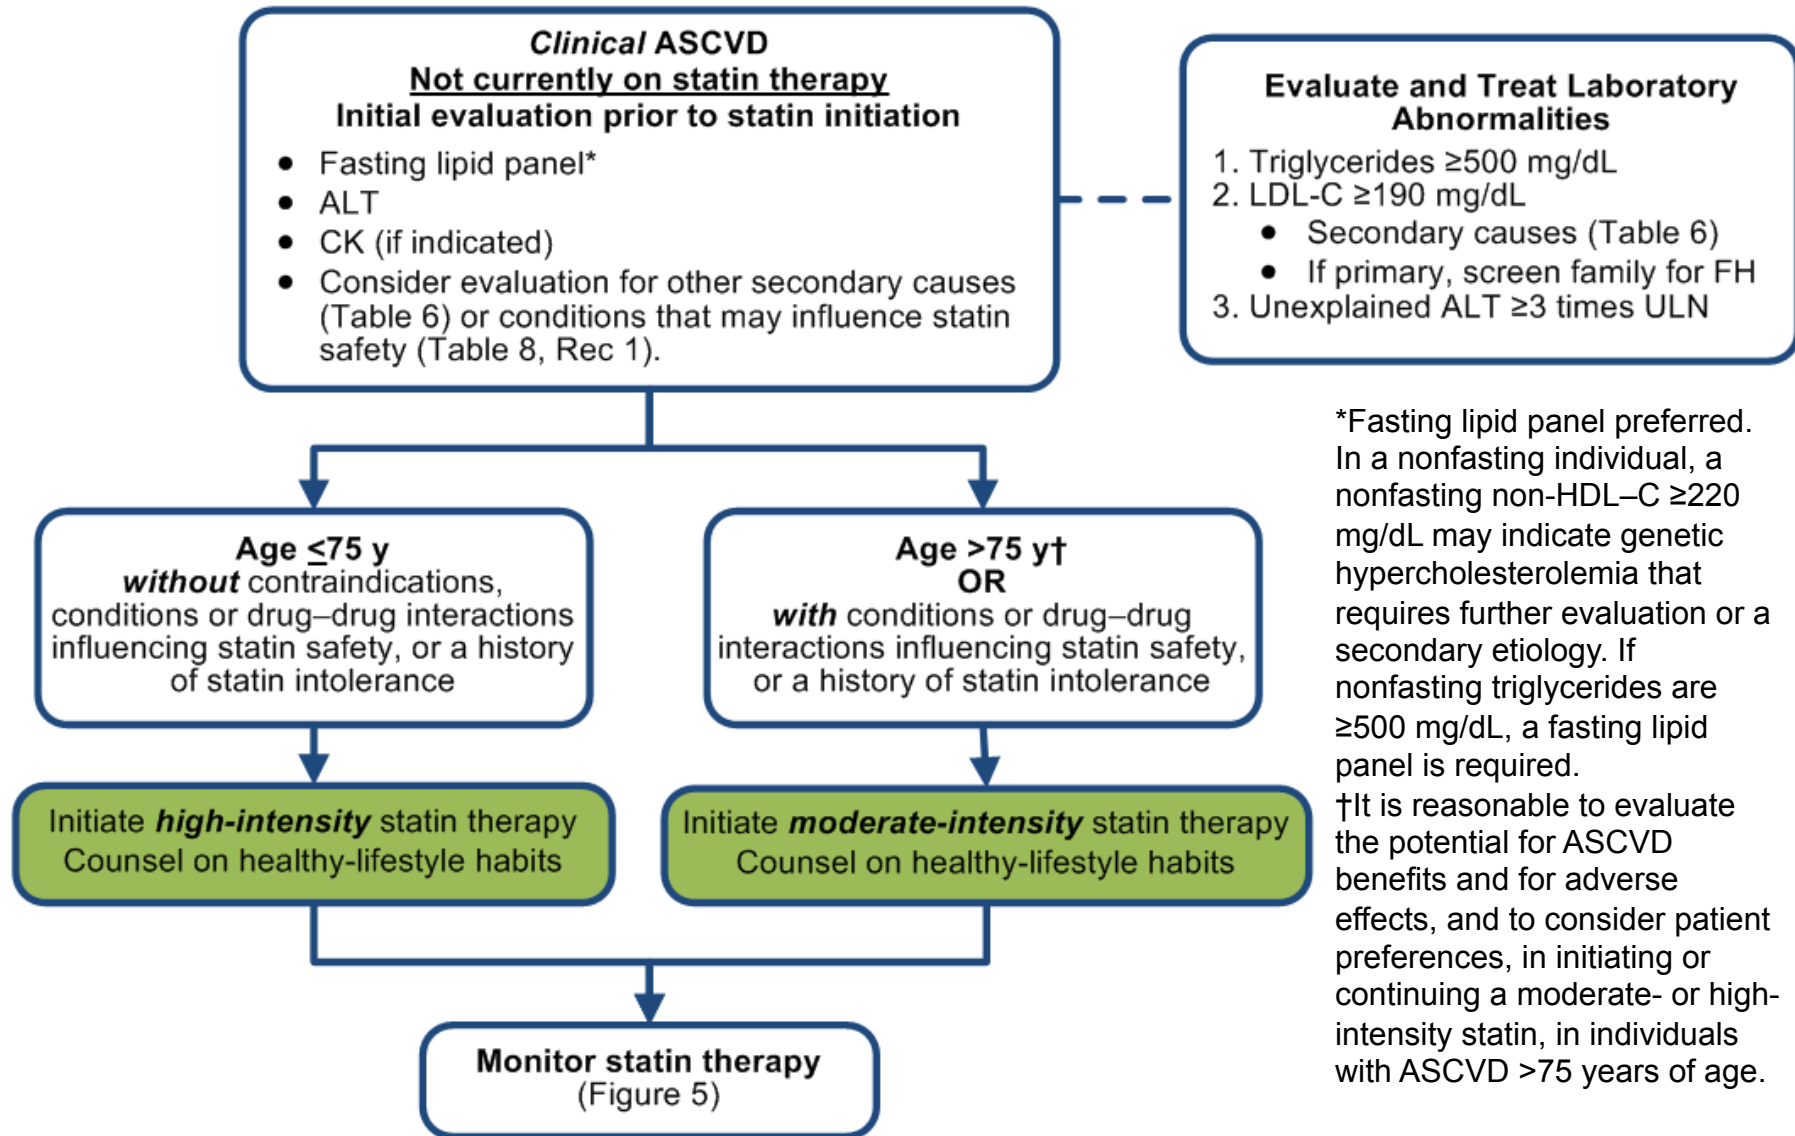 Clinical ASCVD
Not currently on statin therapy
Initial evaluation prior to statin initiation
● Fasting lipid panel*
● ALT
● CK (if indicated)
● Consider evaluation for other secondary causes
(Table 6) or conditions that may influence statin
safety (Table 8, Rec 1).
Evaluate and Treat Laboratory
Abnormalities
1. Triglycerides ≥500 mg/dL
2. LDL-C ≥190 mg/dL
● Secondary causes (Table 6)
● If primary, screen family for FH
3. Unexplained ALT ≥3 times ULN
Age ≤75 y
without contraindications,
conditions or drug–drug interactions
influencing statin safety, or a history
of statin intolerance
Age >75 y†
OR
with conditions or drug–drug
interactions influencing statin safety,
or a history of statin intolerance
Initiate high-intensity statin therapy
Counsel on healthy-lifestyle habits
Initiate moderate-intensity statin therapy
Counsel on healthy-lifestyle habits
Monitor statin therapy
(Figure 5)
*Fasting lipid panel preferred.
In a nonfasting individual, a
nonfasting non-HDL–C ≥220
mg/dL may indicate genetic
hypercholesterolemia that
requires further evaluation or a
secondary etiology. If
nonfasting triglycerides are
≥500 mg/dL, a fasting lipid
panel is required.
†It is reasonable to evaluate
the potential for ASCVD
benefits and for adverse
effects, and to consider patient
preferences, in initiating or
continuing a moderate- or high-
intensity statin, in individuals
with ASCVD >75 years of age.